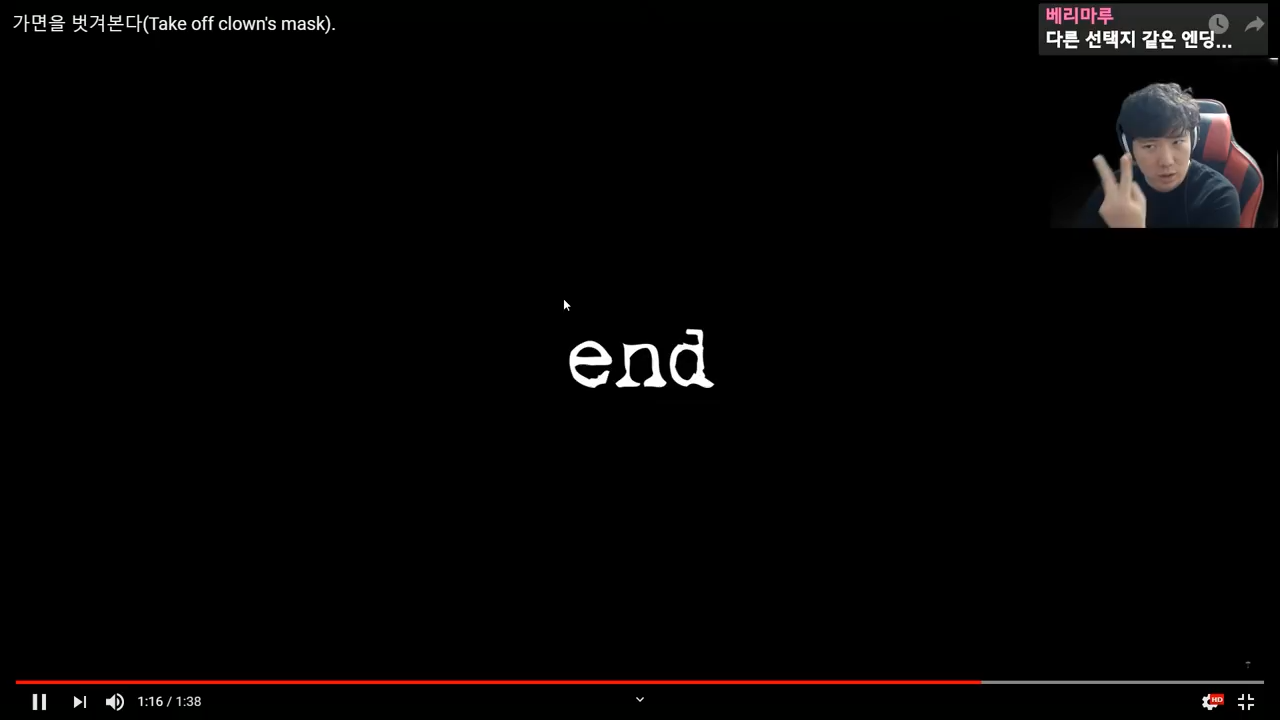 가면을 벗겨본다(Take off clown's mask).
베리마루
다른 선택지 같은 엔딩...
end
1:16 / 1:38
HD